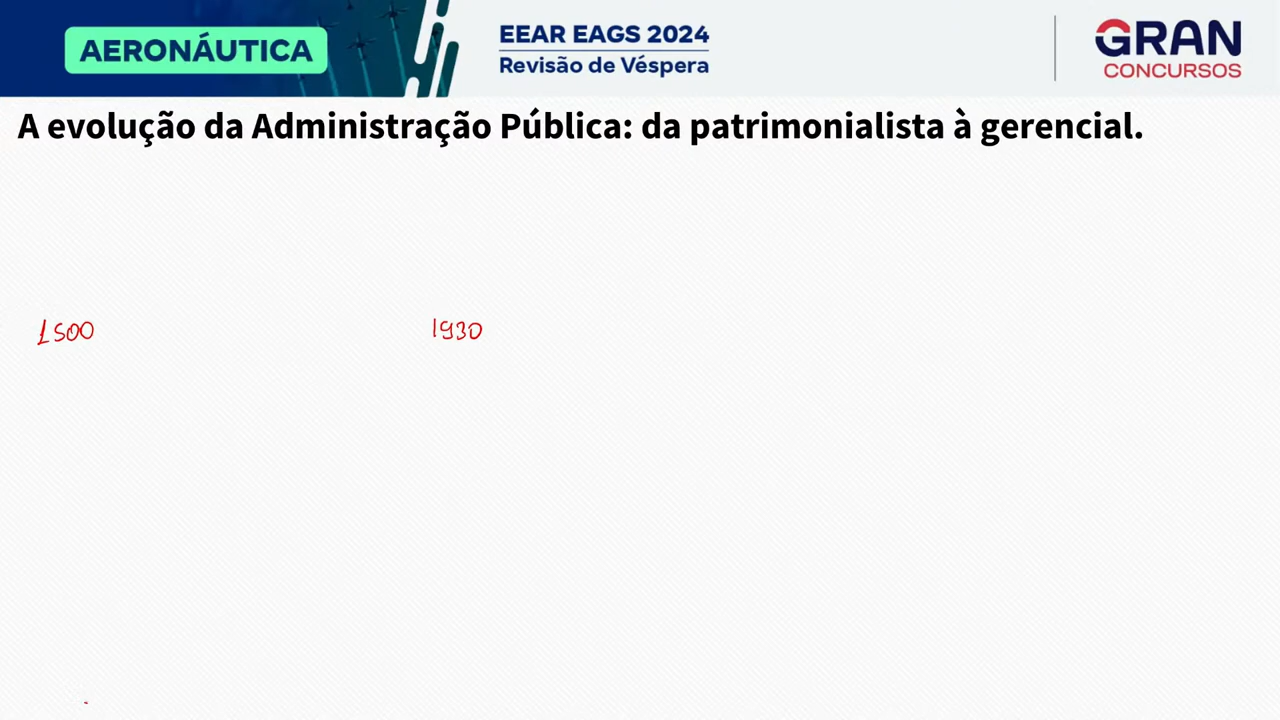 AERONÁUTICA
EEAR EAGS 2024
Revisão de Véspera
GRAN
CONCURSOS
A evolução da Administração Pública: da patrimonialista à gerencial.
1500 1930